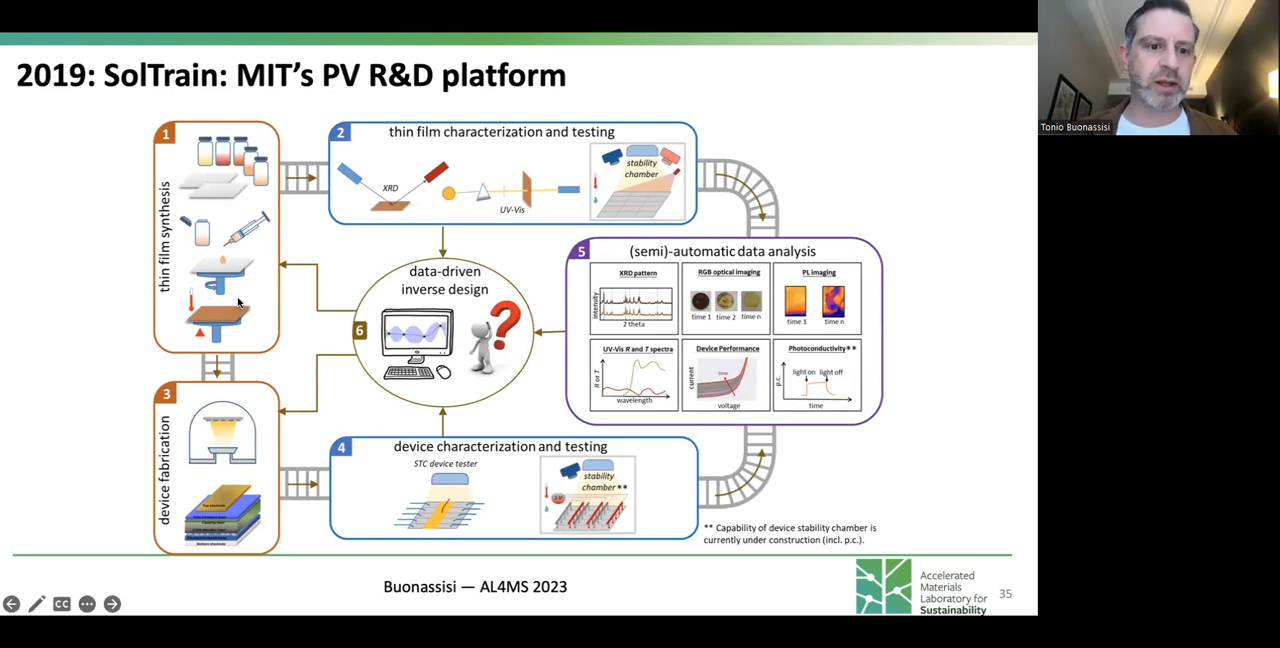 2019: SolTrain: MIT's PV R&D platform
Tonio Buonassisi
1
thin film synthesis
2
thin film characterization and testing
XRD
UV-Vis
stability
chamber
3
device fabrication
Top electrode
Bottom electrode
4
device characterization and testing
STC device tester
stability
chamber**
5
(semi)-automatic data analysis
XRD pattern
intensity
2 theta
RGB optical imaging
time 1 time 2 time n
PL imaging
time 1 time n
UV-Vis R and T spectra
R or T
wavelength
Device Performance
current
time
voltage
Photoconductivity**
p.c.
light on light off
time
6
data-driven
inverse design
** Capability of device stability chamber is
currently under construction (incl. p.c.).
Buonassisi — AL4MS 2023
Accelerated
Materials
Laboratory for
Sustainability
35
CC